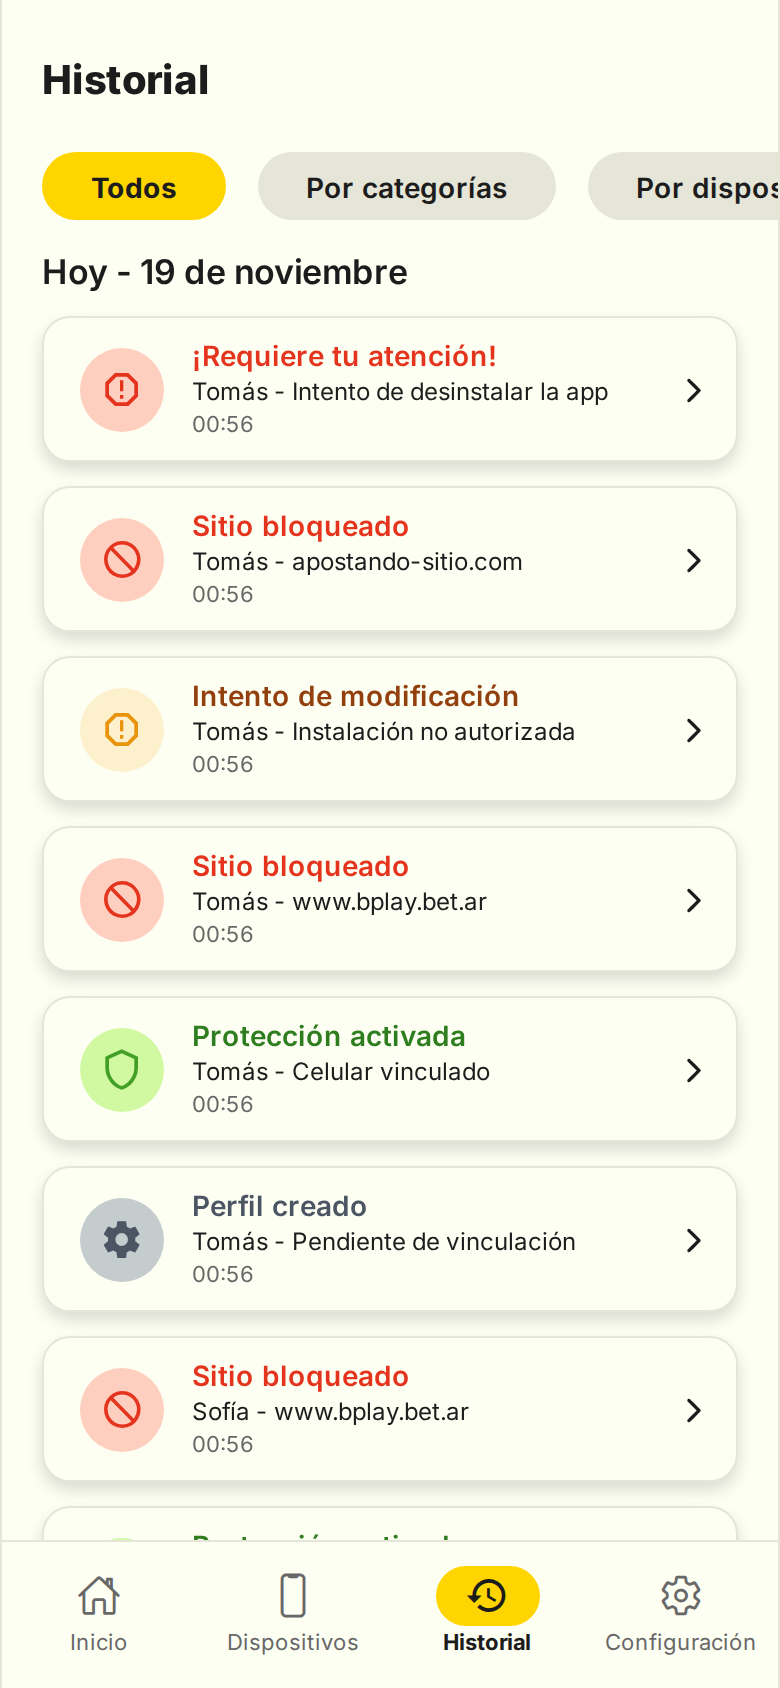 Historial
Todos
Por categorías
Por dispos
Hoy - 19 de noviembre
¡Requiere tu atención!
Tomás - Intento de desinstalar la app
00:56
Sitio bloqueado
Tomás - apostando-sitio.com
00:56
Intento de modificación
Tomás - Instalación no autorizada
00:56
Sitio bloqueado
Tomás - www.bplay.bet.ar
00:56
Protección activada
Tomás - Celular vinculado
00:56
Perfil creado
Tomás - Pendiente de vinculación
00:56
Sitio bloqueado
Sofía - www.bplay.bet.ar
00:56
Inicio
Dispositivos
Historial
Configuración